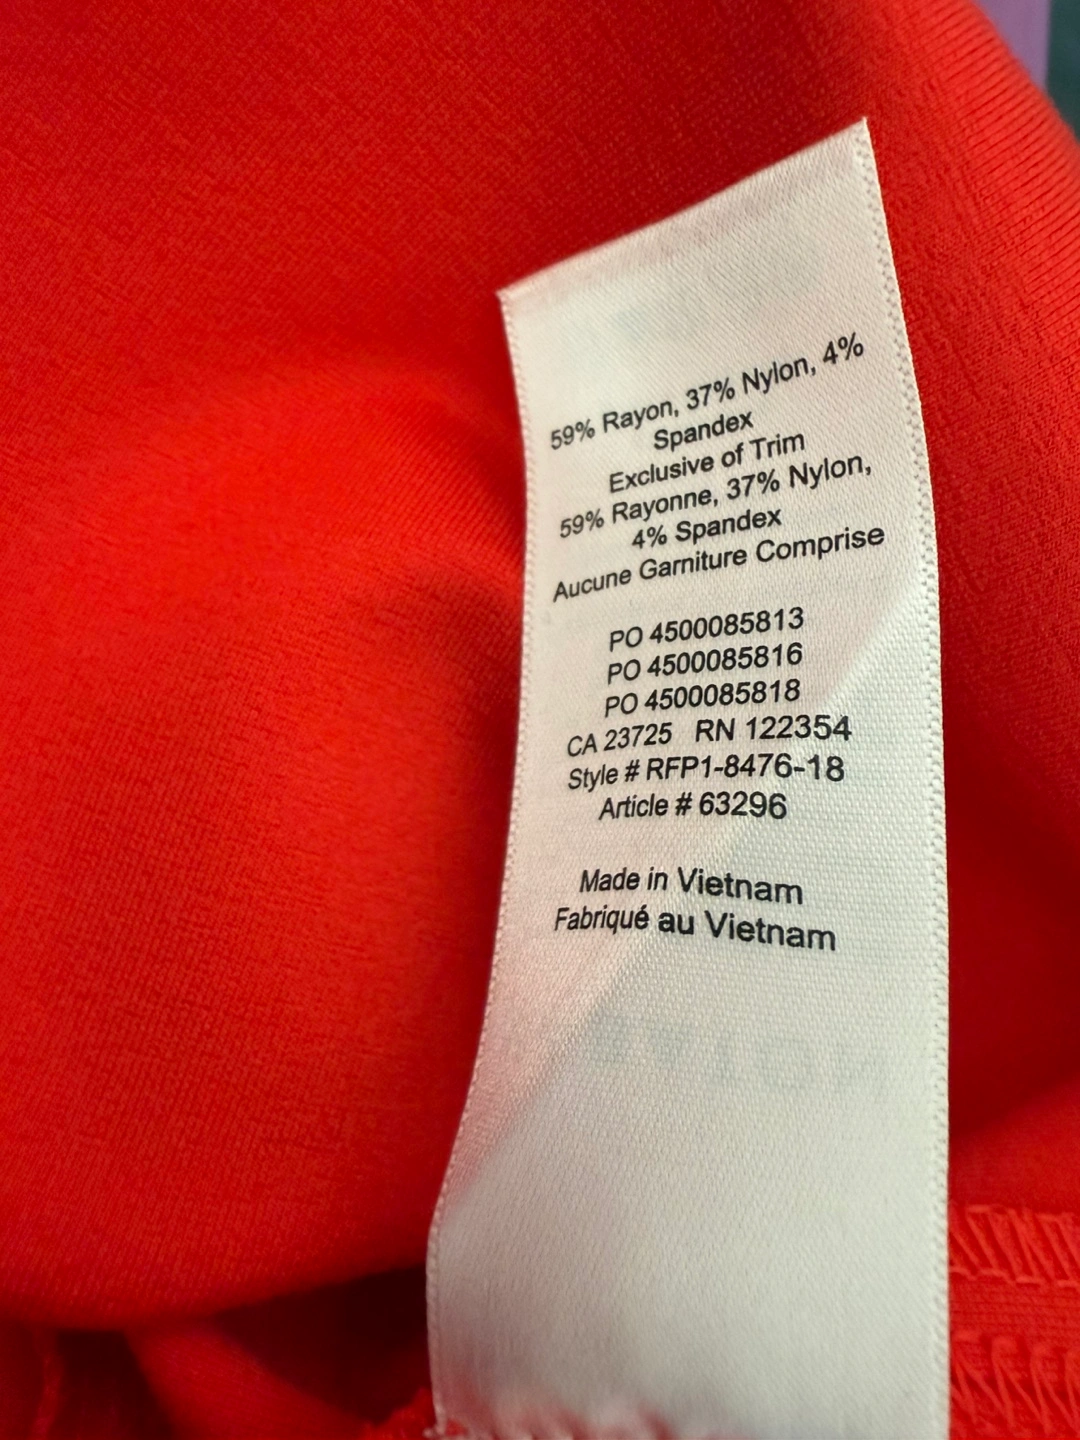 59% Rayon, 37% Nylon, 4%
Spandex
Exclusive of Trim
59% Rayonne, 37% Nylon,
4% Spandex
Aucune Garniture Comprise
PO 4500085813
PO 4500085816
PO 4500085818
CA 23725 RN 122354
Style # RFP1-8476-18
Article # 63296
Made in Vietnam
Fabriqué au Vietnam